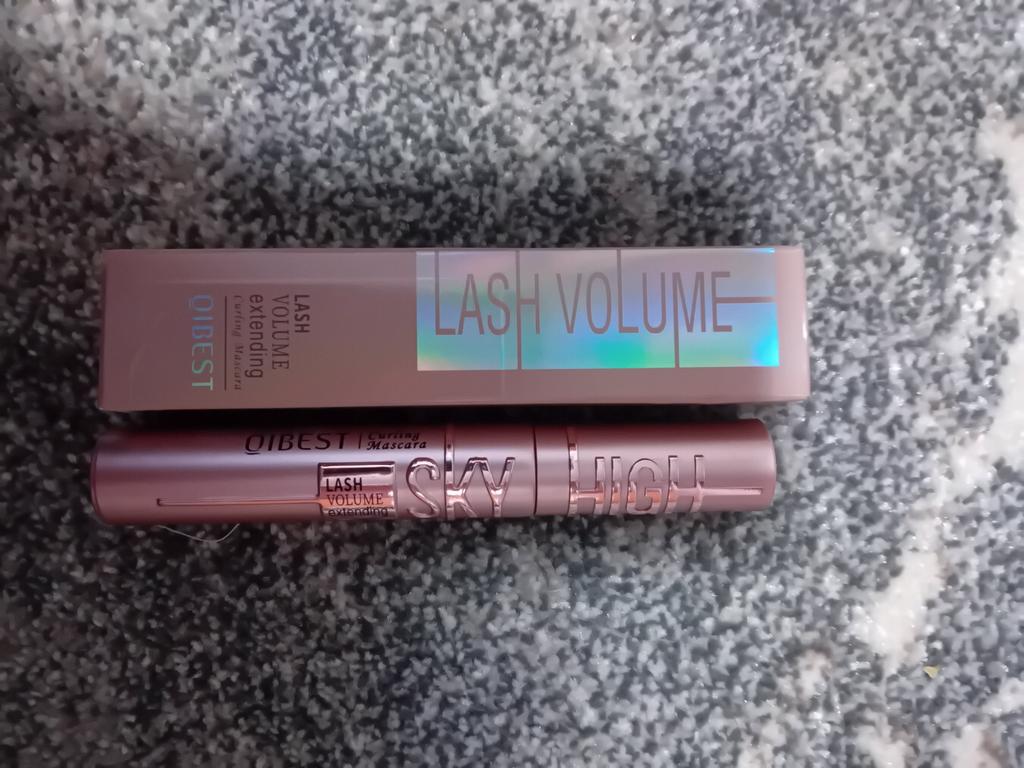 LASH VOLUME
LASH
VOLUME
extending
Curling Mascara
QIBEST
QIBEST | Curling
Mascara
LASH
VOLUME
extending
SKY HIGH